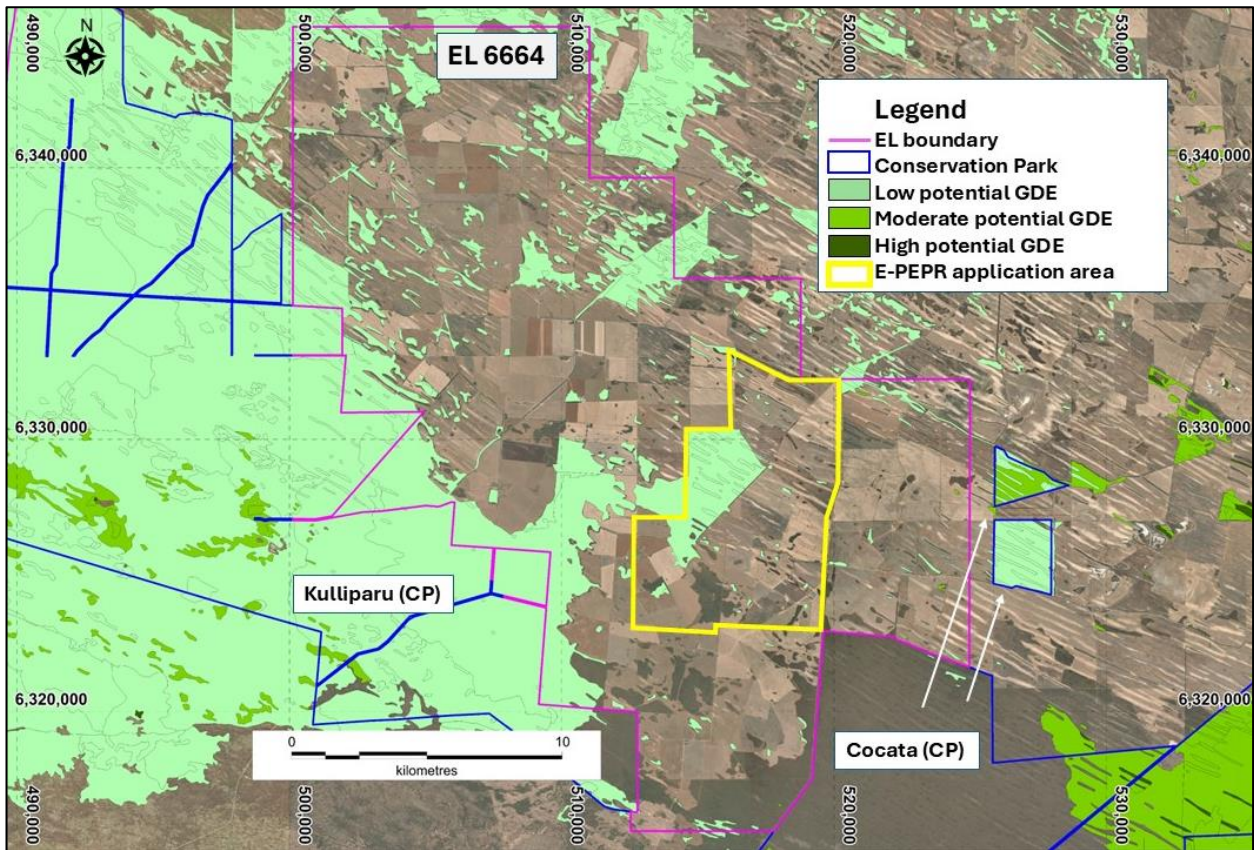 490,000
500,000
510,000
520,000
530,000
N
EL 6664
Legend
EL boundary
Conservation Park
Low potential GDE
Moderate potential GDE
High potential GDE
E-PEPR application area
6,340,000
6,340,000
6,330,000
6,330,000
Kulliparu (CP)
6,320,000
6,320,000
0 10
kilometres
Cocata (CP)
490,000
500,000
510,000
520,000
530,000